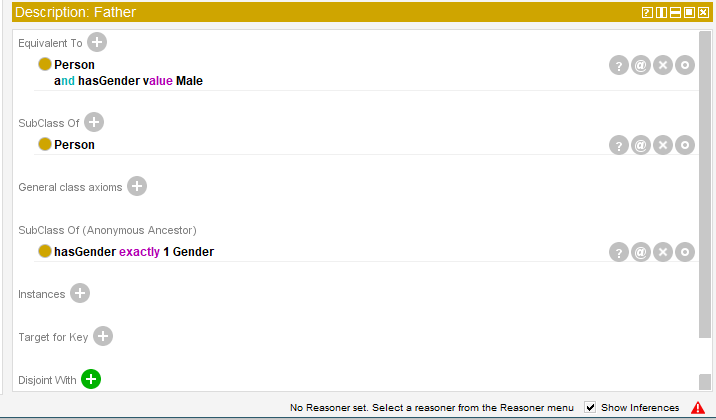 Description: Father
Equivalent To
Person
and hasGender value Male
SubClass Of
Person
General class axioms
SubClass Of (Anonymous Ancestor)
hasGender exactly 1 Gender
Instances
Target for Key
Disjoint With
No Reasoner set. Select a reasoner from the Reasoner menu Show Inferences